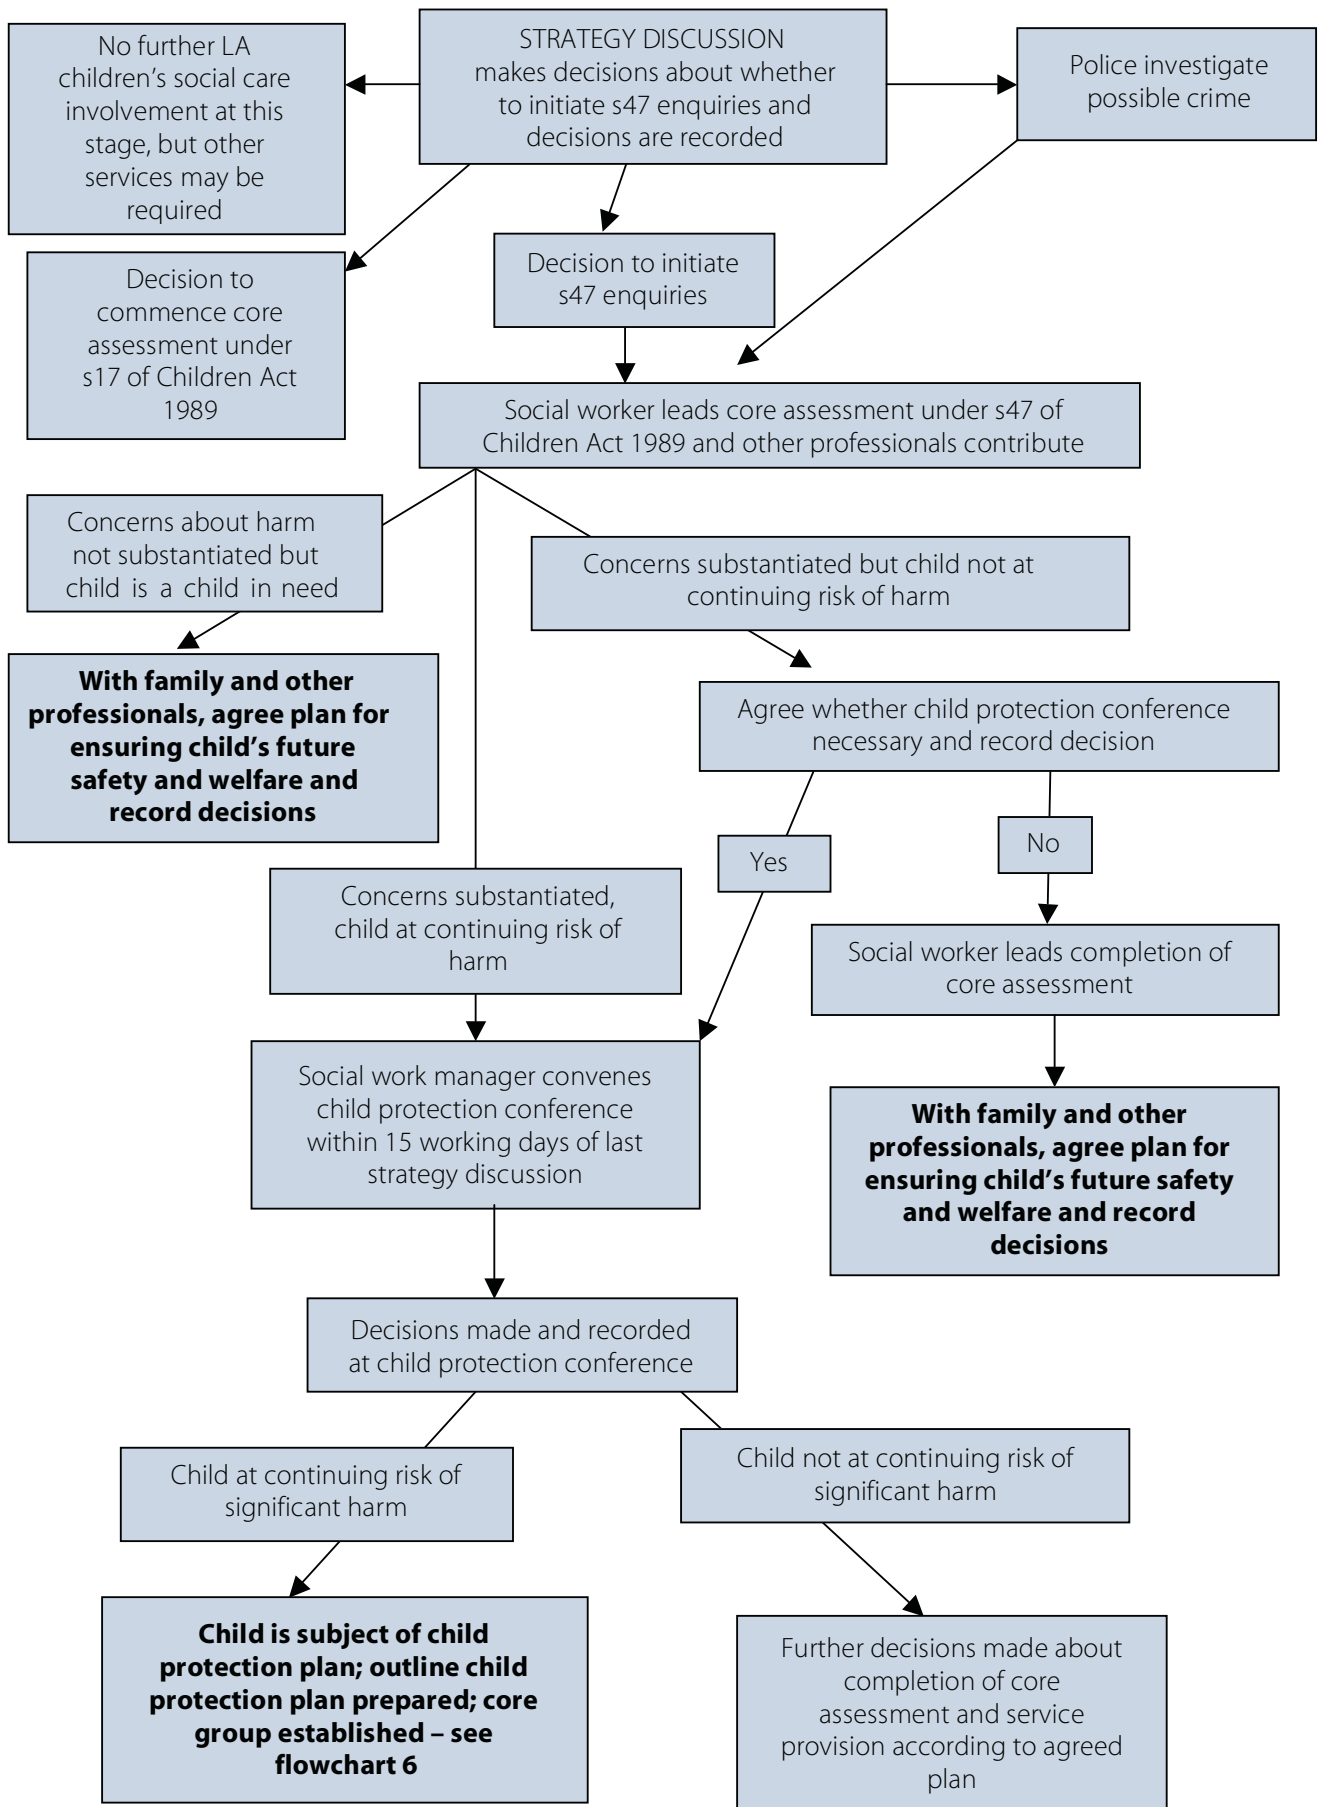 No further LA
children’s social care
involvement at this
stage, but other
services may be
required
STRATEGY DISCUSSION
makes decisions about whether
to initiate s47 enquiries and
decisions are recorded
Police investigate
possible crime
Decision to
commence core
assessment under
s17 of Children Act
1989
Decision to initiate
s47 enquiries
Social worker leads core assessment under s47 of
Children Act 1989 and other professionals contribute
Concerns about harm
not substantiated but
child is a child in need
Concerns substantiated but child not at
continuing risk of harm
With family and other
professionals, agree plan for
ensuring child’s future
safety and welfare and
record decisions
Agree whether child protection conference
necessary and record decision
Yes
No
Concerns substantiated,
child at continuing risk of
harm
Social worker leads completion of
core assessment
Social work manager convenes
child protection conference
within 15 working days of last
strategy discussion
With family and other
professionals, agree plan for
ensuring child’s future safety
and welfare and record
decisions
Decisions made and recorded
at child protection conference
Child at continuing risk of
significant harm
Child not at continuing risk of
significant harm
Child is subject of child
protection plan; outline child
protection plan prepared; core
group established – see
flowchart 6
Further decisions made about
completion of core
assessment and service
provision according to agreed
plan